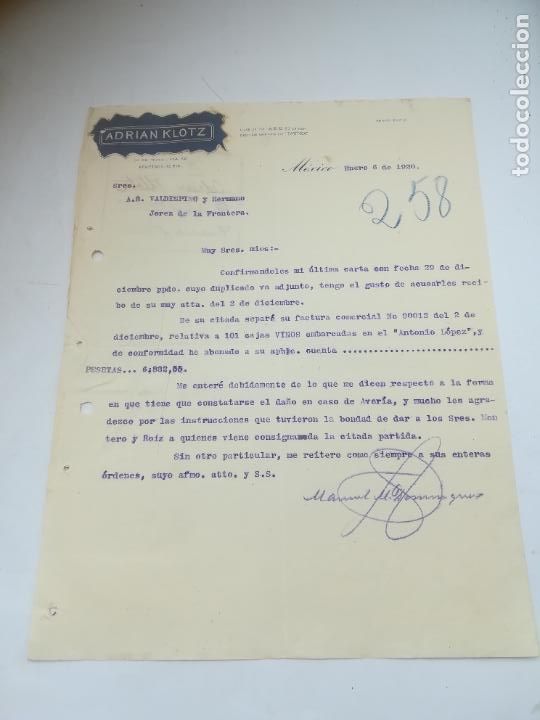 ADRIAN KLOTZ
México Enero 6 de 1920.
258
Sres.
A.R. VALDESPINO y Hermano
Jerez de la Frontera.
Muy Sres. mios:-
Confirmandoles mi última carta con fecha 29 de di-
ciembre ppdo. cuyo duplicado va adjunto, tengo el gusto de acusarles reci
bo de su muy atta. del 2 de diciembre.
De su citada separé su factura comercial No 90012 del 2 de
diciembre, relativa a 101 cajas VINOS embarcadas en el "Antonio López", y
de conformidad he abonado a su cuenta
PESETAS... 6,882,55.
Me enteré debidamente de lo que me dicen respecto a la forma
en que tiene que constatarse el daño en caso de Avería, y mucho les agra-
dezco por las instrucciones que tuvieron la bondad de dar a los Sres. Mon
tero y Roiz a quienes viene consignada la citada partida.
Sin otro particular, me reitero como siempre a sus enteras
órdenes, suyo afmo. atto. y S.S.
Manuel M. Dominguez
todocoleccion